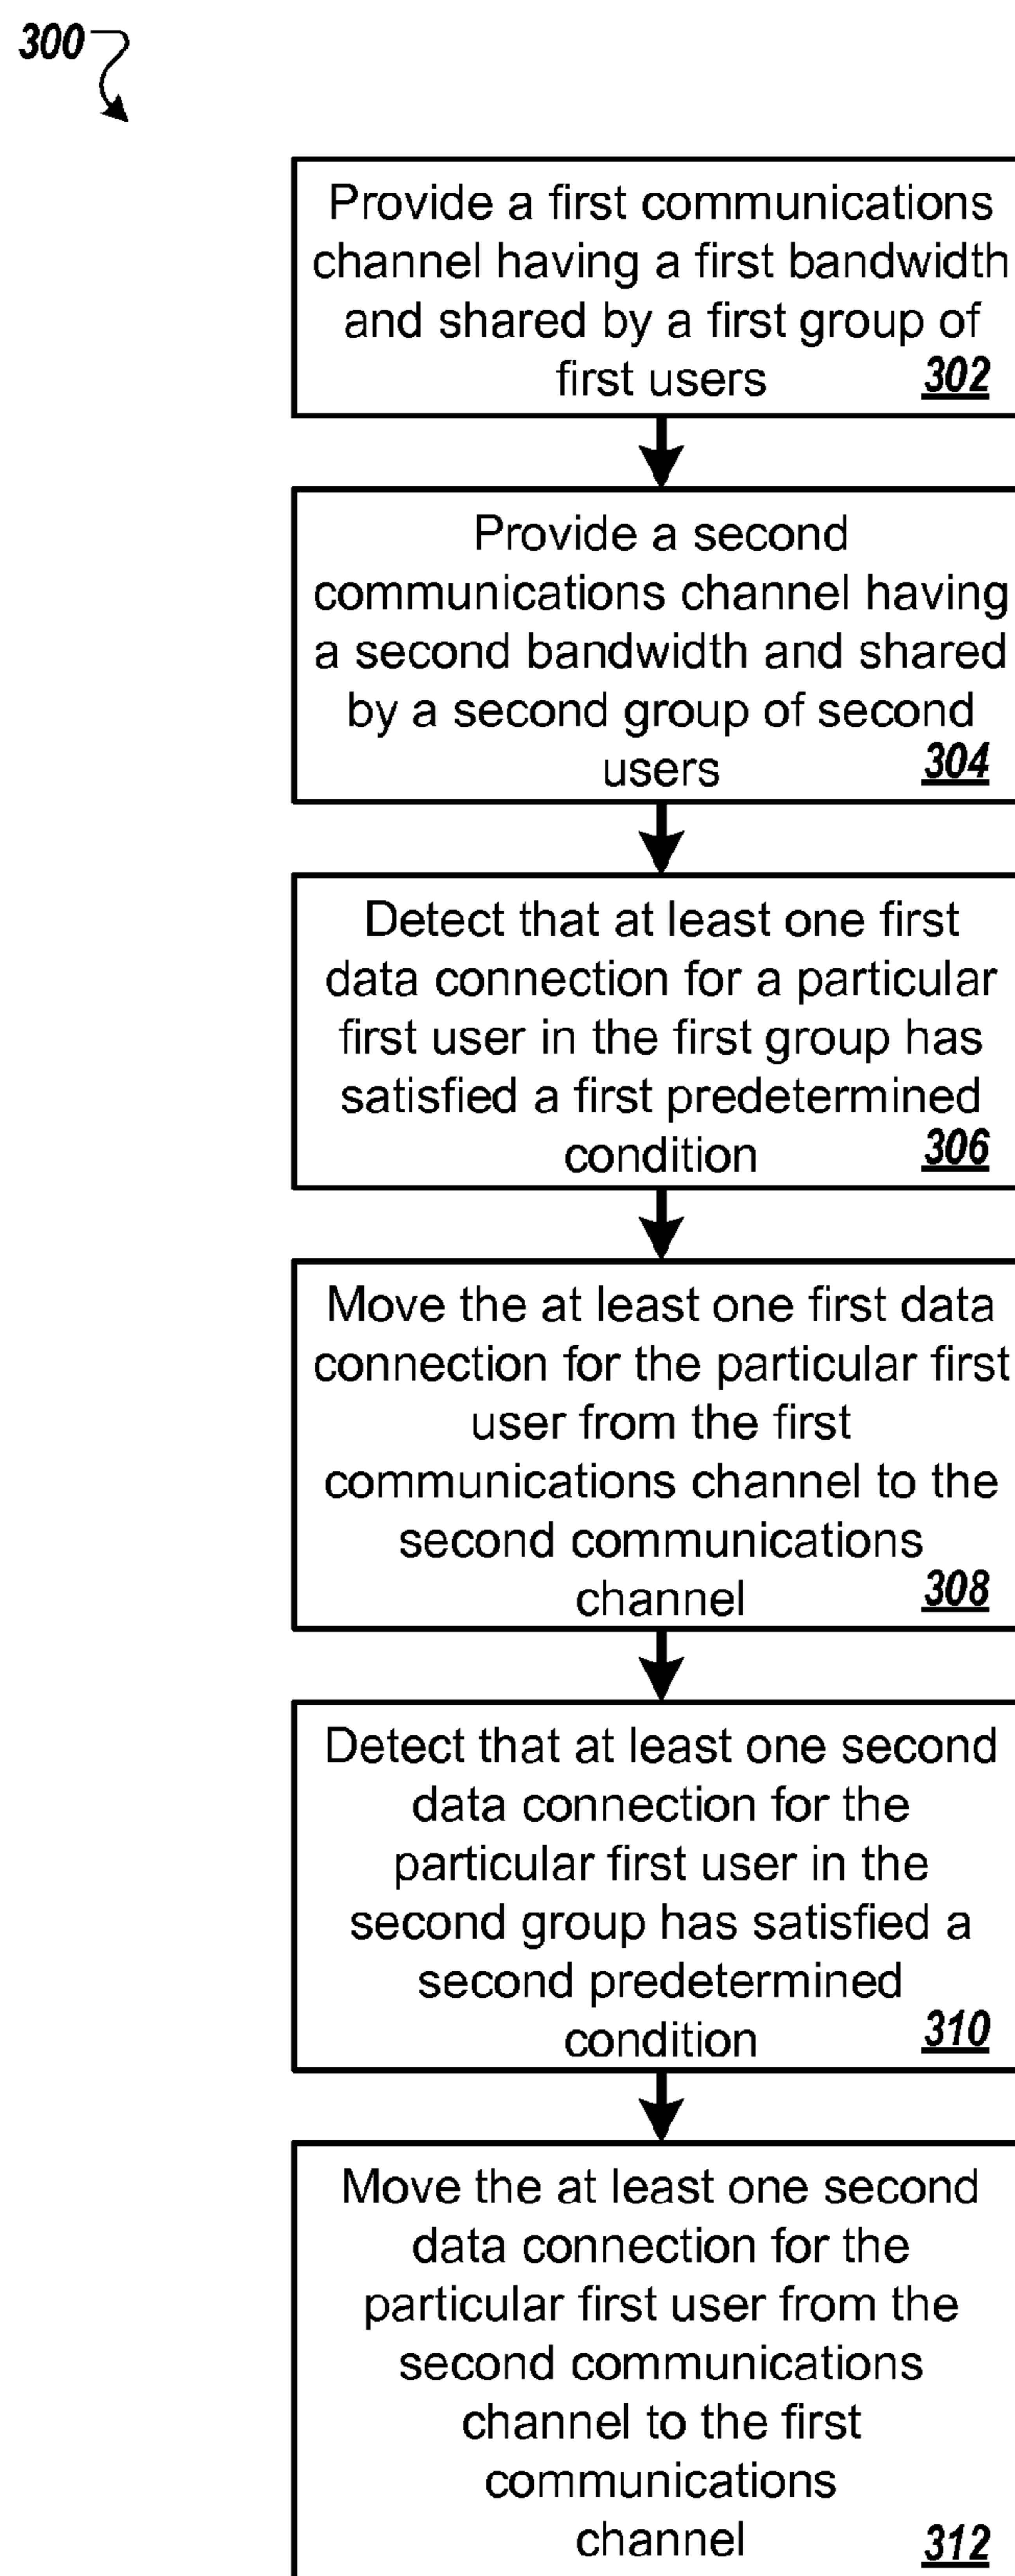 300
Provide a first communications
channel having a first bandwidth
and shared by a first group of
first users 302
Provide a second
communications channel having
a second bandwidth and shared
by a second group of second
users 304
Detect that at least one first
data connection for a particular
first user in the first group has
satisfied a first predetermined
condition 306
Move the at least one first data
connection for the particular first
user from the first
communications channel to the
second communications
channel 308
Detect that at least one second
data connection for the
particular first user in the
second group has satisfied a
second predetermined
condition 310
Move the at least one second
data connection for the
particular first user from the
second communications
channel to the first
communications
channel 312